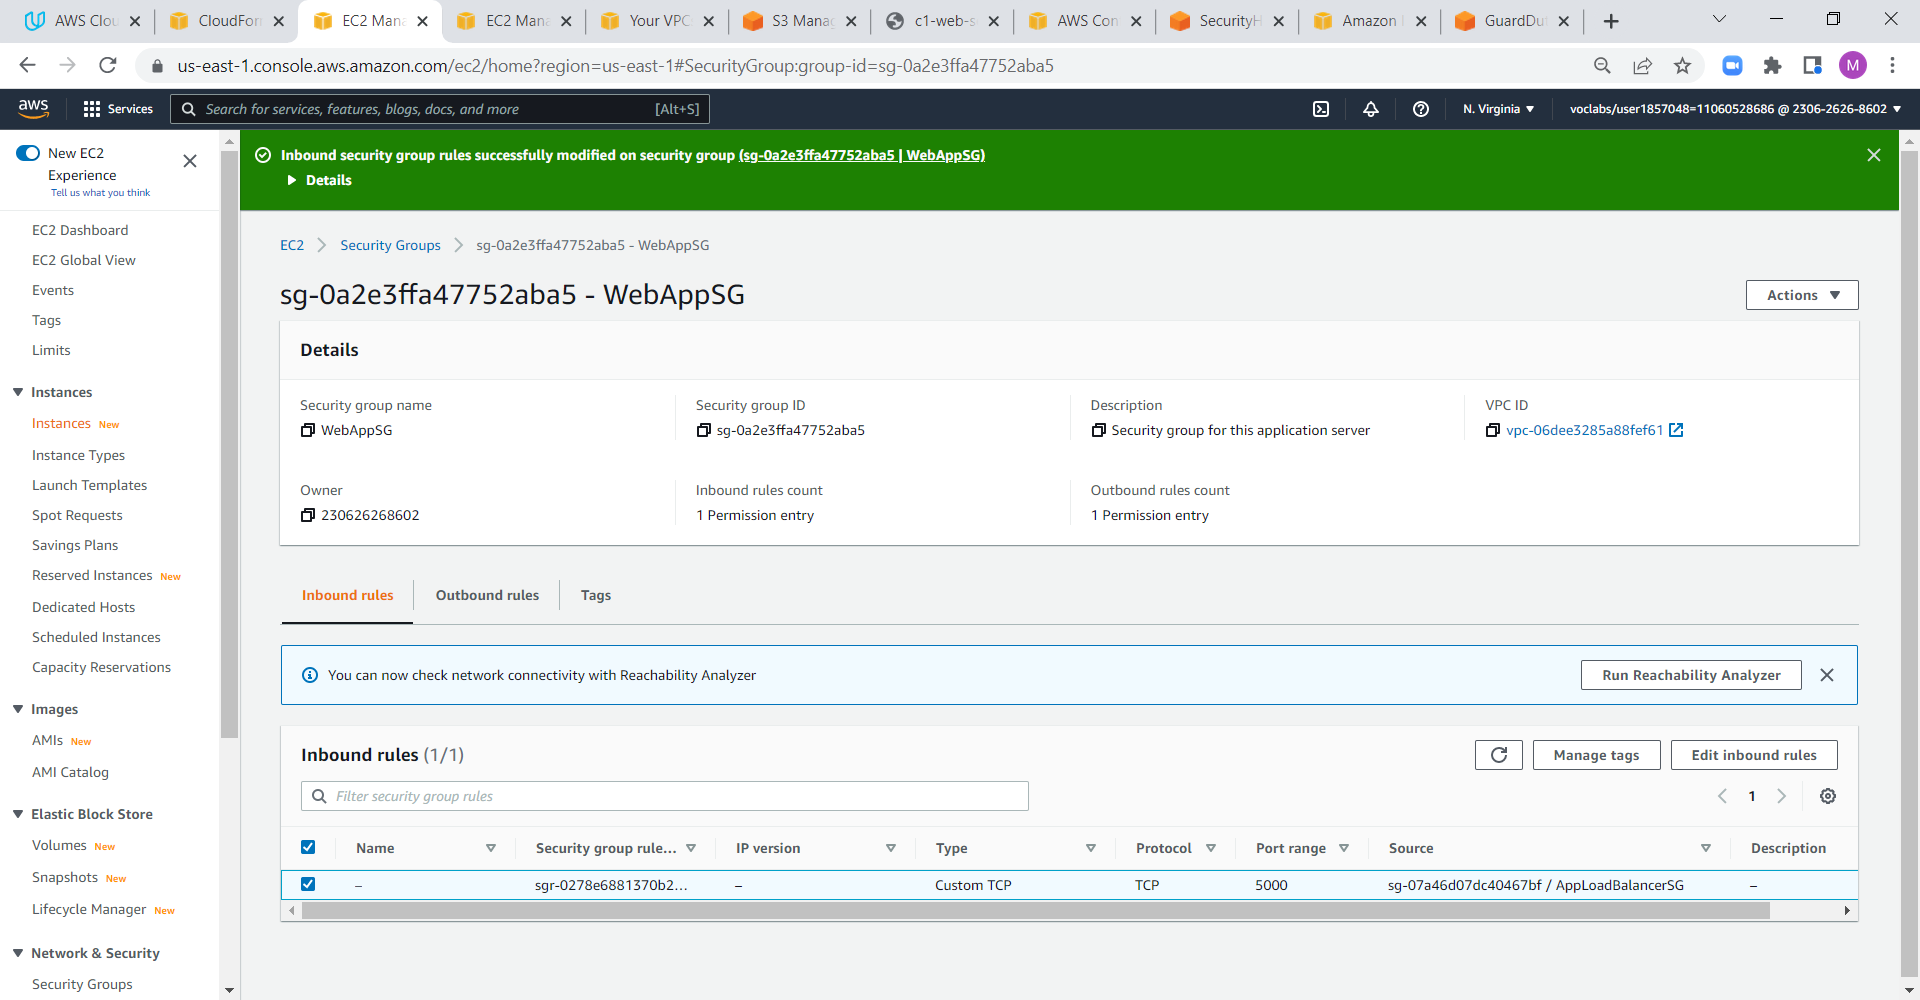 AWS Clou
CloudFor
EC2 Mana
EC2 Mana
Your VPC
S3 Manag
c1-web-s
AWS Con
SecurityH
Amazon
GuardDu
us-east-1.console.aws.amazon.com/ec2/home?region=us-east-1#SecurityGroup:group-id=sg-0a2e3ffa47752aba5
M
aws
Services
Search for services, features, blogs, docs, and more
[Alt+S]
N. Virginia
voclabs/user1857048=11060528686 @ 2306-2626-8602
New EC2
Experience
Tell us what you think
EC2 Dashboard
EC2 Global View
Events
Tags
Limits
Instances
Instances New
Instance Types
Launch Templates
Spot Requests
Savings Plans
Reserved Instances New
Dedicated Hosts
Scheduled Instances
Capacity Reservations
Images
AMIs New
AMI Catalog
Elastic Block Store
Volumes New
Snapshots New
Lifecycle Manager New
Network & Security
Security Groups
Inbound security group rules successfully modified on security group (sg-0a2e3ffa47752aba5 | WebAppSG)
Details
EC2 > Security Groups > sg-0a2e3ffa47752aba5 - WebAppSG
sg-0a2e3ffa47752aba5 - WebAppSG
Actions
Details
Security group name
WebAppSG
Security group ID
sg-0a2e3ffa47752aba5
Description
Security group for this application server
VPC ID
vpc-06dee3285a88fef61
Owner
230626268602
Inbound rules count
1 Permission entry
Outbound rules count
1 Permission entry
Inbound rules
Outbound rules
Tags
You can now check network connectivity with Reachability Analyzer
Run Reachability Analyzer
Inbound rules (1/1)
Manage tags
Edit inbound rules
Filter security group rules
1
Name Security group rule... IP version Type Protocol Port range Source Description
– sgr-0278e6881370b2... – Custom TCP TCP 5000 sg-07a46d07dc40467bf / AppLoadBalancerSG –